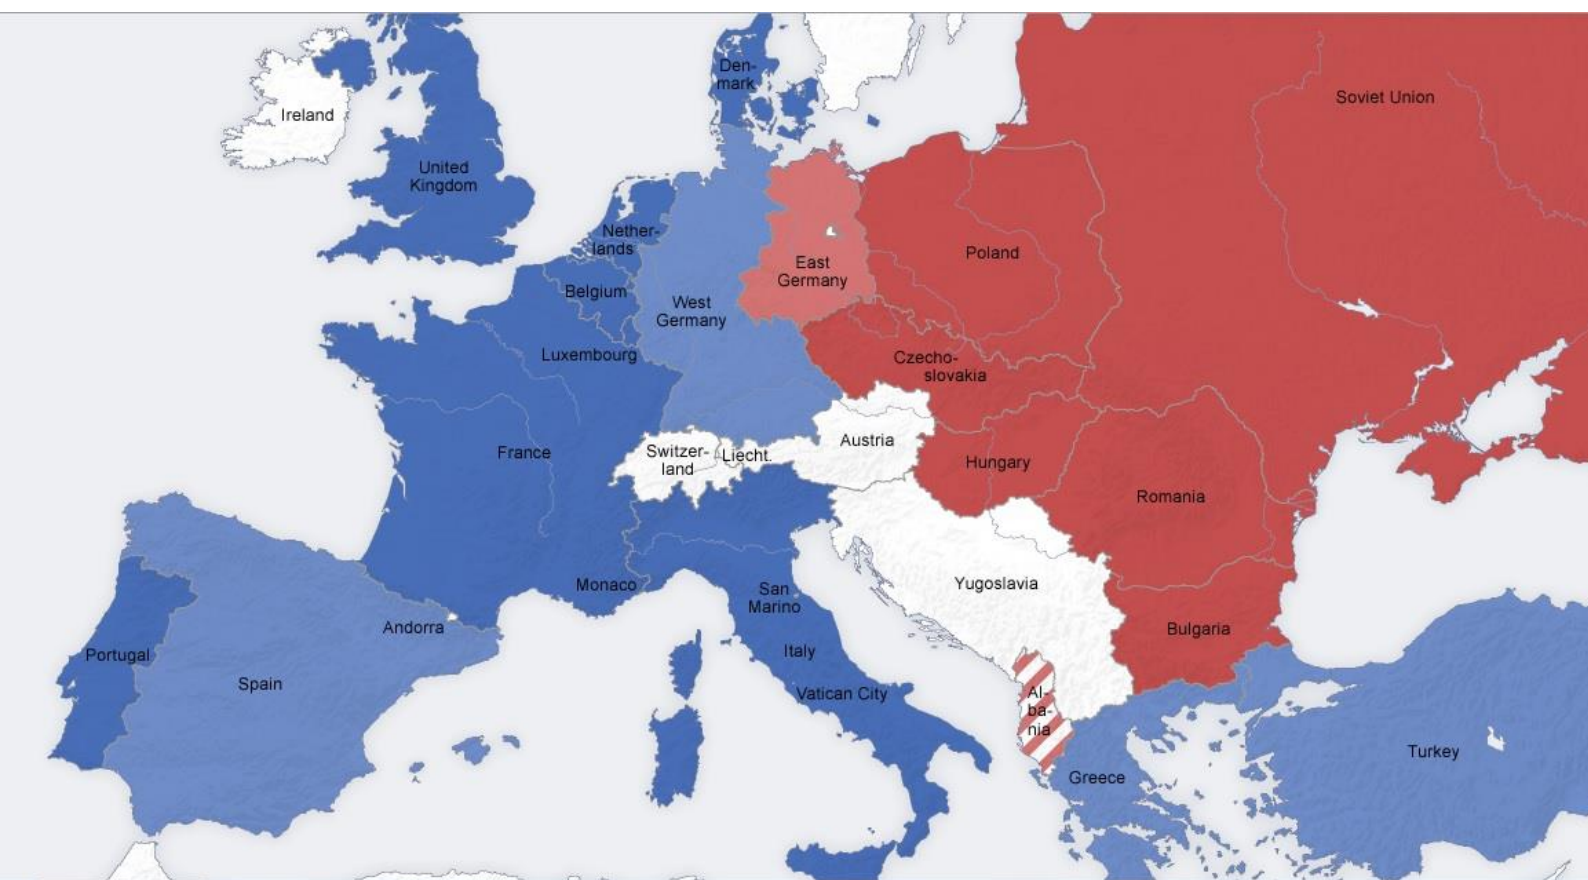 Den-
mark
Soviet Union
Ireland
United
Kingdom
Nether-
lands
Poland
East
Germany
Belgium
West
Germany
Luxembourg
Czecho-
slovakia
France
Switzer-
land
Liecht.
Austria
Hungary
Romania
Monaco
San
Marino
Yugoslavia
Andorra
Bulgaria
Portugal
Spain
Italy
Vatican City
Al-
ba-
nia
Greece
Turkey